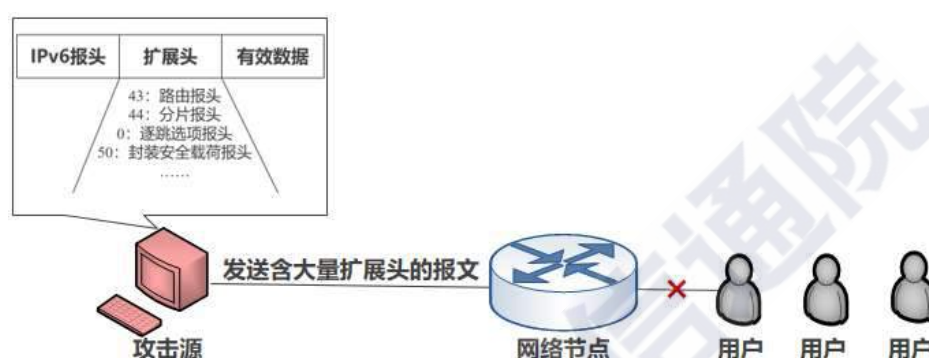 IPv6报头 扩展头 有效数据
43：路由报头
44：分片报头
0：逐跳选项报头
50：封装安全载荷报头
……
发送含大量扩展头的报文
攻击源 网络节点 用户 用户 用户
信通院